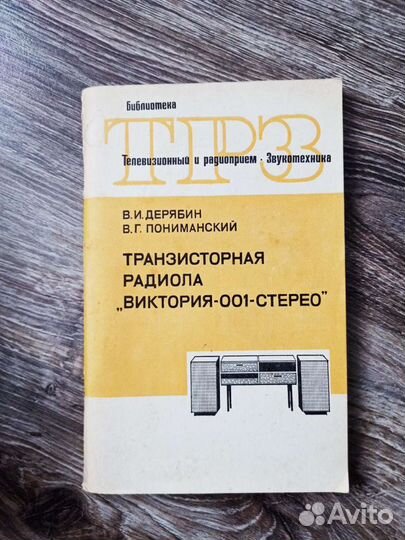 Библиотека
ТРЗ
Телевизионный и радиоприем · Звукотехника
В. И. ДЕРЯБИН
В. Г. ПОНИМАНСКИЙ
ТРАНЗИСТОРНАЯ
РАДИОЛА
„ВИКТОРИЯ-001-СТЕРЕО"
Avito